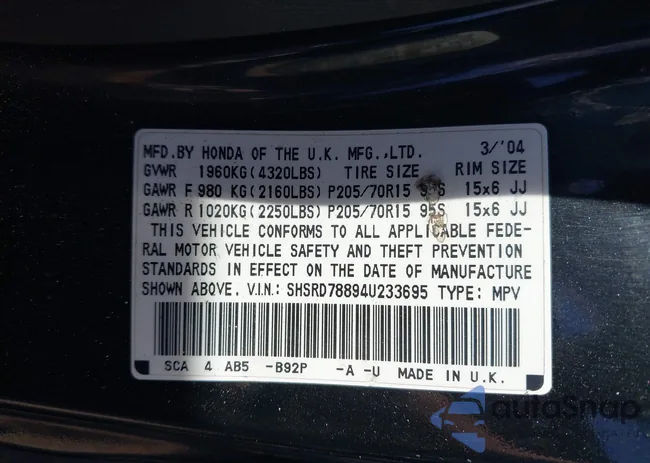 MFD.BY HONDA OF THE U.K. MFG.,LTD. 3/'04
GVWR 1960KG(4320LBS) TIRE SIZE RIM SIZE
GAWR F 980 KG(2160LBS) P205/70R15 95S 15x6 JJ
GAWR R 1020KG(2250LBS) P205/70R15 95S 15x6 JJ
THIS VEHICLE CONFORMS TO ALL APPLICABLE FEDE-
RAL MOTOR VEHICLE SAFETY AND THEFT PREVENTION
STANDARDS IN EFFECT ON THE DATE OF MANUFACTURE
SHOWN ABOVE. V.I.N.: SHSRD78894U233695 TYPE: MPV
SCA 4 AB5 -B92P -A -U MADE IN U.K.
autoSnap